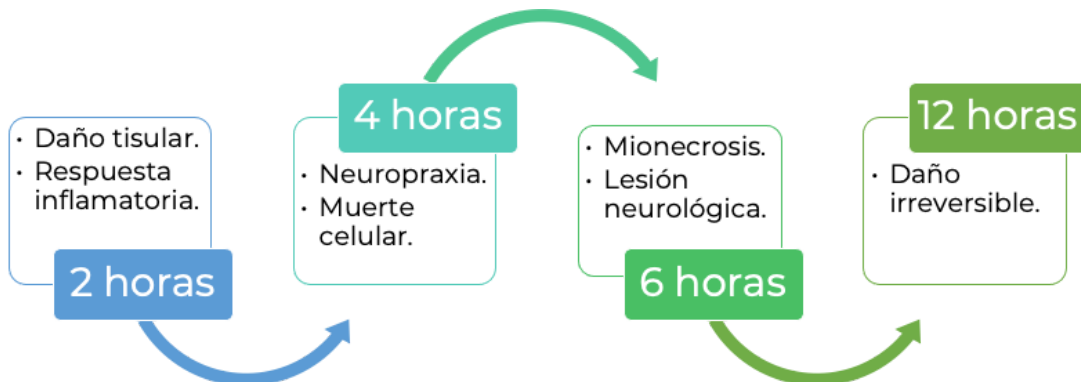 · Daño tisular.
· Respuesta
inflamatoria.
2 horas
4 horas
· Neuropraxia.
· Muerte
celular.
· Mionecrosis.
· Lesión
neurológica.
6 horas
12 horas
· Daño
irreversible.